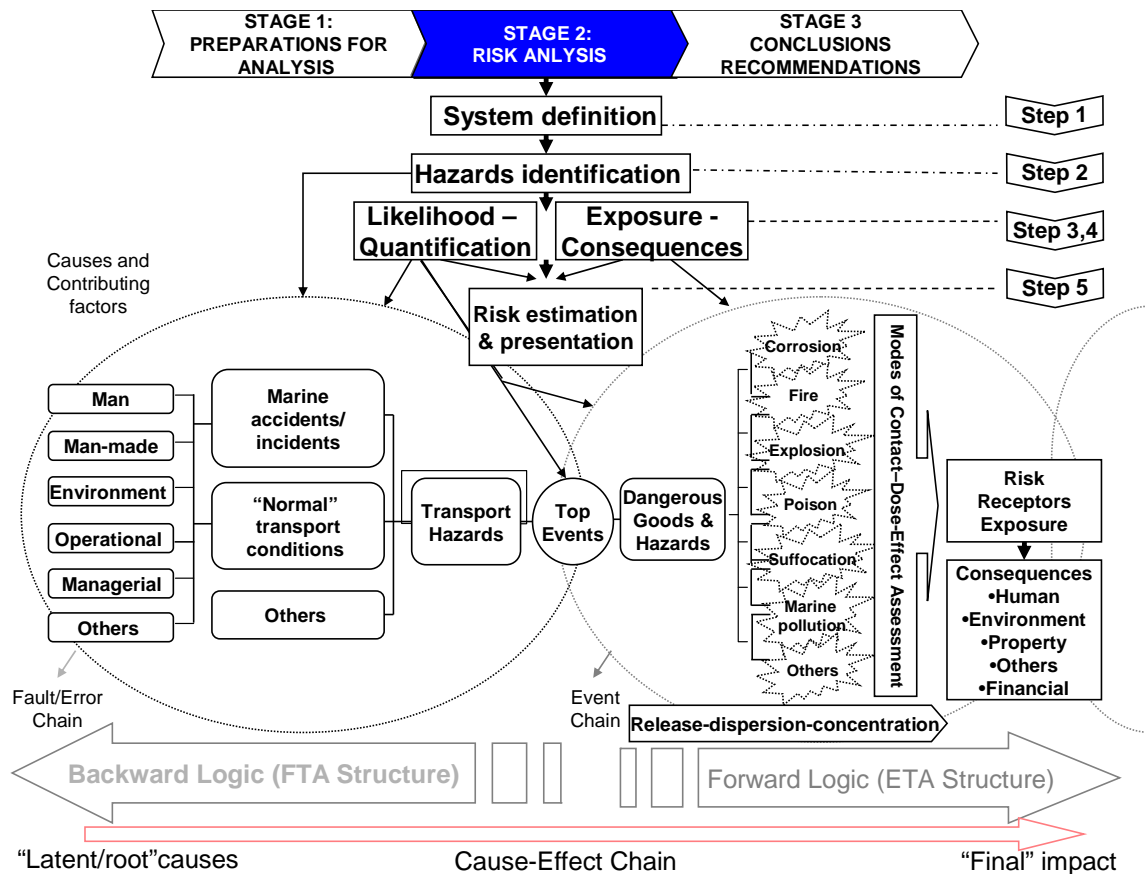 STAGE 1:
PREPARATIONS FOR
ANALYSIS
STAGE 2:
RISK ANLYSIS
STAGE 3
CONCLUSIONS
RECOMMENDATIONS
System definition
Step 1
Hazards identification
Step 2
Likelihood –
Quantification
Exposure -
Consequences
Step 3,4
Step 5
Causes and
Contributing
factors
Risk estimation
& presentation
Man
Man-made
Environment
Operational
Managerial
Others
Marine
accidents/
incidents
“Normal”
transport
conditions
Others
Transport
Hazards
Top
Events
Dangerous
Goods &
Hazards
Corrosion
Fire
Explosion
Poison
Suffocation
Marine
pollution
Others
Modes of Contact–Dose-Effect Assessment
Risk
Receptors
Exposure
Consequences
•Human
•Environment
•Property
•Others
•Financial
Fault/Error
Chain
Event
Chain
Release-dispersion-concentration
Backward Logic (FTA Structure)
Forward Logic (ETA Structure)
“Latent/root”causes
Cause-Effect Chain
“Final” impact